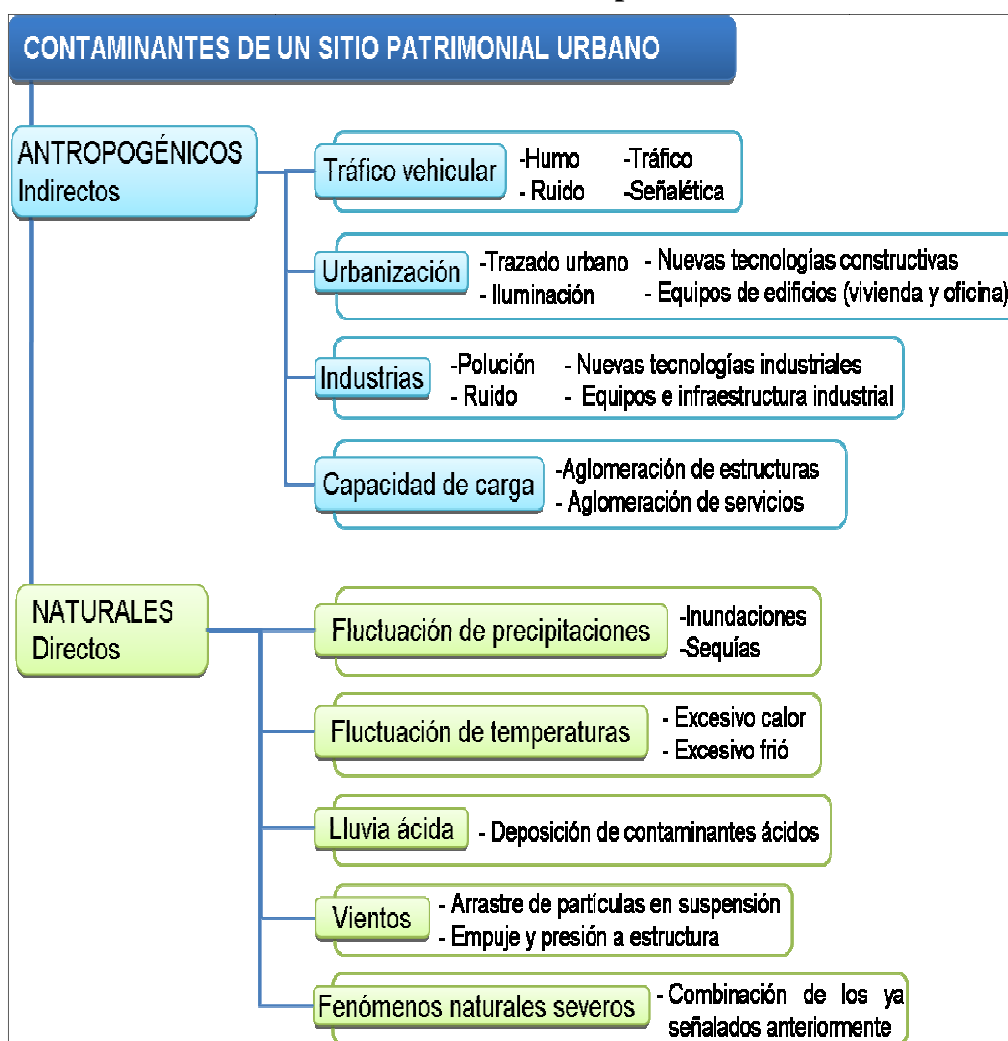 CONTAMINANTES DE UN SITIO PATRIMONIAL URBANO
ANTROPOGÉNICOS
Indirectos
Tráfico vehicular
-Humo -Tráfico
- Ruido -Señalética
Urbanización
-Trazado urbano - Nuevas tecnologías constructivas
- Iluminación - Equipos de edificios (vivienda y oficina)
Industrias
-Polución - Nuevas tecnologías industriales
- Ruido - Equipos e infraestructura industrial
Capacidad de carga
-Aglomeración de estructuras
- Aglomeración de servicios
NATURALES
Directos
Fluctuación de precipitaciones
-Inundaciones
-Sequías
Fluctuación de temperaturas
- Excesivo calor
- Excesivo frió
Lluvia ácida
- Deposición de contaminantes ácidos
Vientos
- Arrastre de partículas en suspensión
- Empuje y presión a estructura
Fenómenos naturales severos
- Combinación de los ya
señalados anteriormente